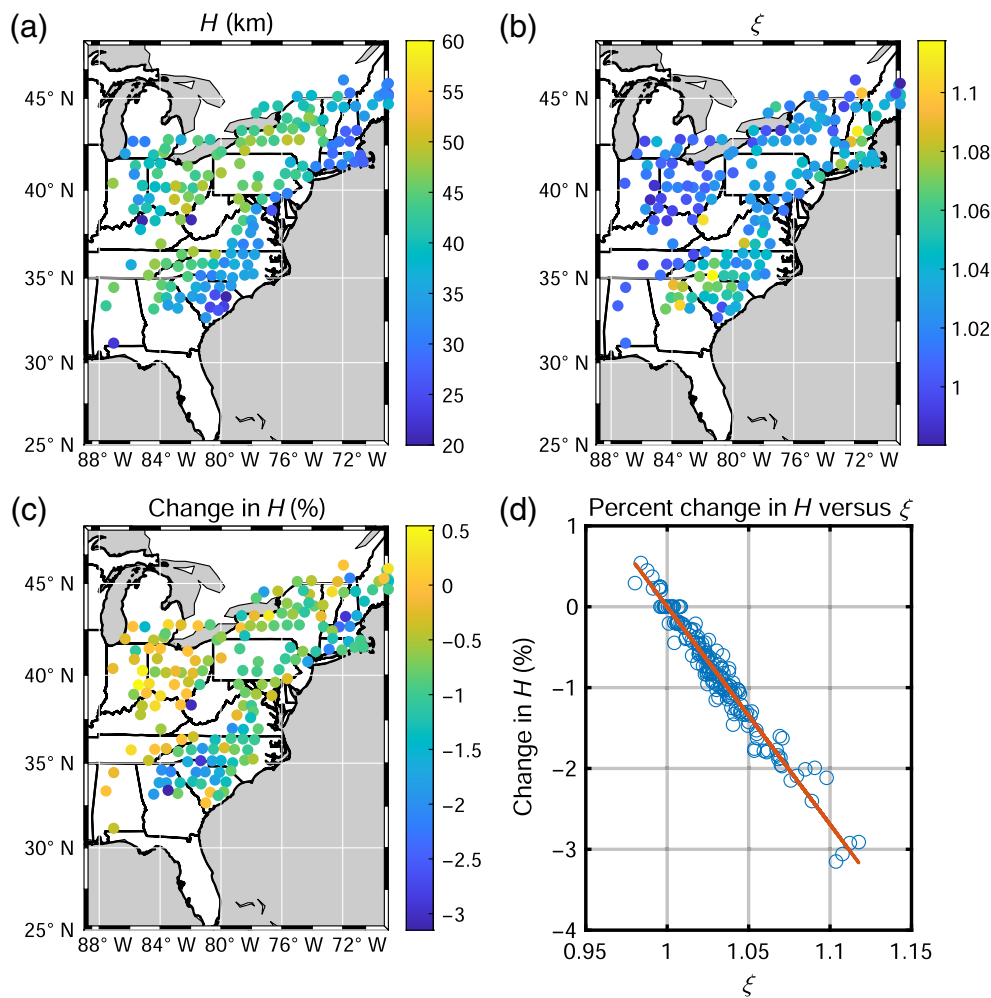 (a) H (km)
60
55
50
45
40
35
30
25
20
45° N
40° N
35° N
30° N
25° N
88° W 84° W 80° W 76° W 72° W
(b) ξ
1.1
1.08
1.06
1.04
1.02
1
45° N
40° N
35° N
30° N
25° N
88° W 84° W 80° W 76° W 72° W
(c) Change in H (%)
0.5
0
−0.5
−1
−1.5
−2
−2.5
−3
45° N
40° N
35° N
30° N
25° N
88° W 84° W 80° W 76° W 72° W
(d) Percent change in H versus ξ
Change in H (%)
1
0
−1
−2
−3
−4
0.95 1 1.05 1.1 1.15
ξ